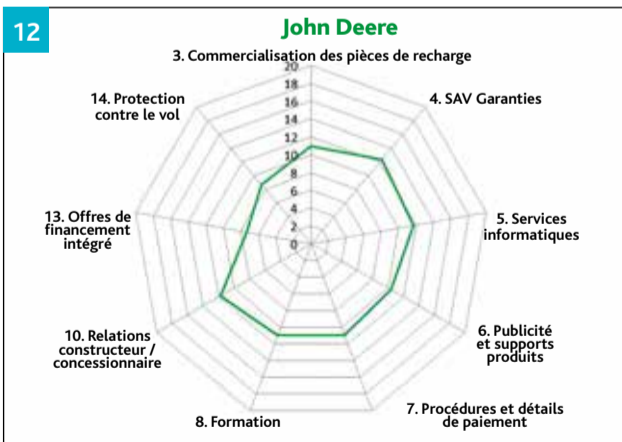 12
John Deere
3. Commercialisation des pièces de recharge
20
18
16
14
12
10
8
6
4
2
0
4. SAV Garanties
5. Services
informatiques
6. Publicité
et supports
produits
7. Procédures et détails
de paiement
8. Formation
10. Relations
constructeur /
concessionnaire
13. Offres de
financement
intégré
14. Protection
contre le vol